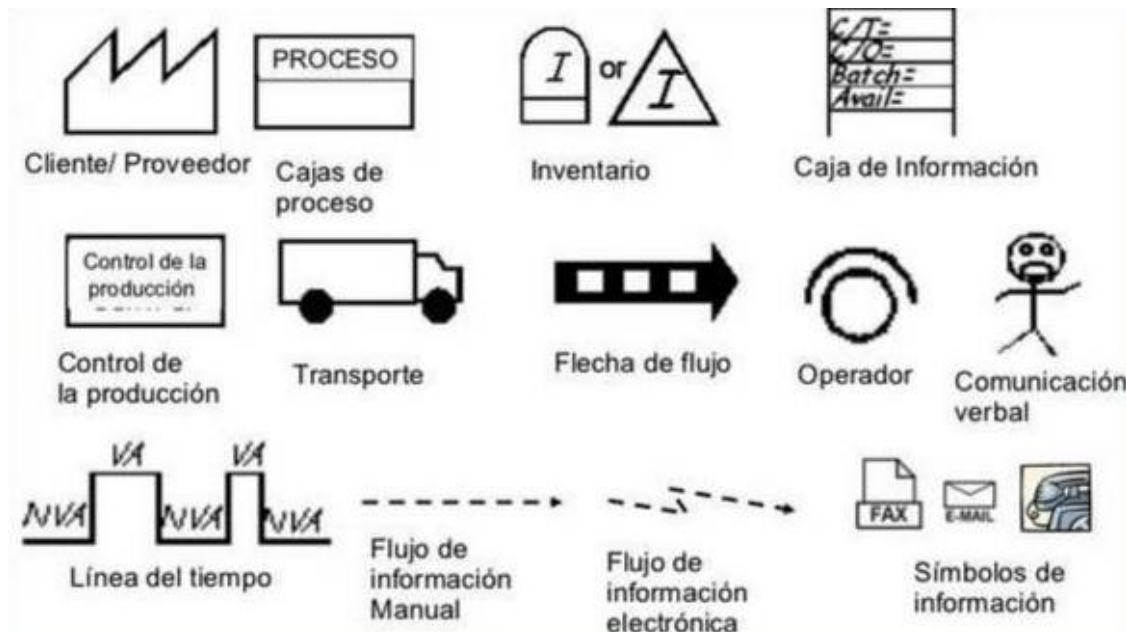 PROCESO
I or I
C/T=
C/O=
Batch=
Avail=
Cliente/ Proveedor
Cajas de
proceso
Inventario
Caja de Información
Control de la
producción
Control de
la producción
Transporte
Flecha de flujo
Operador
Comunicación
verbal
VA VA
NVA NVA NVA
Línea del tiempo
Flujo de
información
Manual
Flujo de
información
electrónica
FAX
E-MAIL
Símbolos de
información